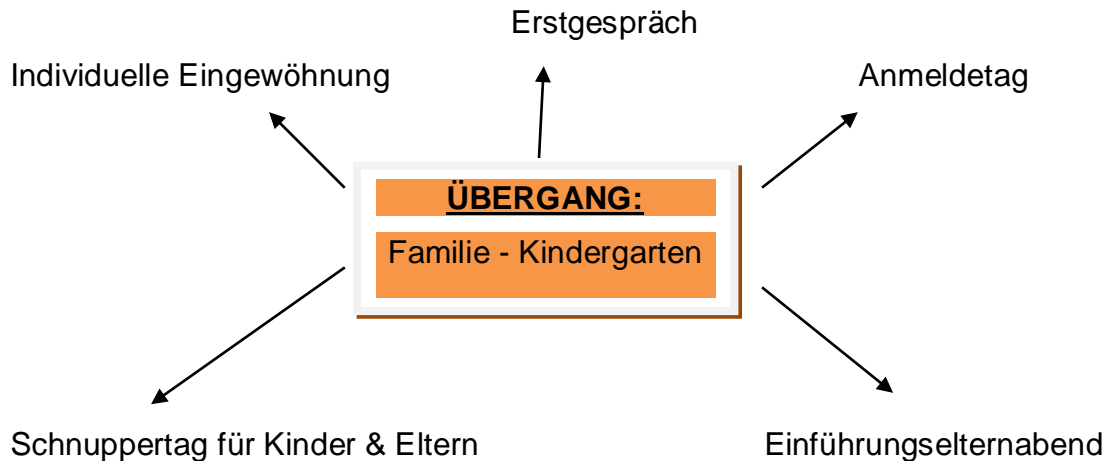 Erstgespräch
Individuelle Eingewöhnung
Anmeldetag
ÜBERGANG:
Familie - Kindergarten
Schnuppertag für Kinder & Eltern
Einführungselternabend